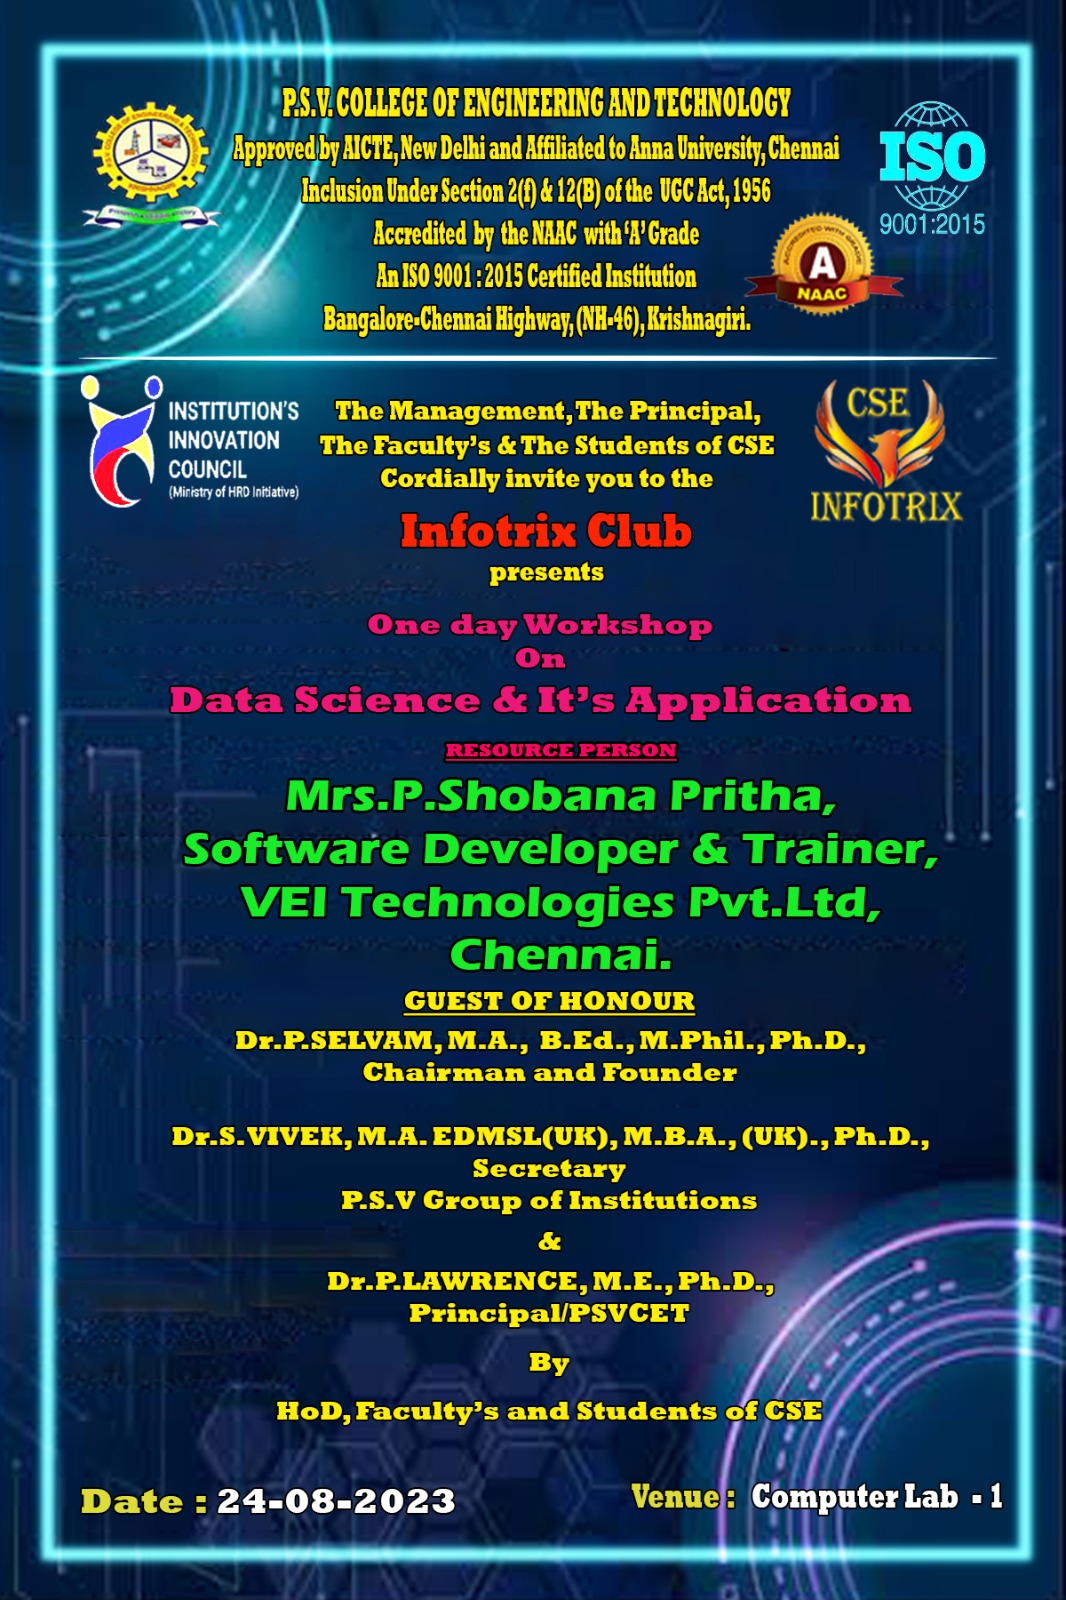 P.S.V. COLLEGE OF ENGINEERING AND TECHNOLOGY
Approved by AICTE, New Delhi and Affiliated to Anna University, Chennai
Inclusion Under Section 2(f) & 12(B) of the UGC Act, 1956
Accredited by the NAAC with ‘A’ Grade
An ISO 9001 : 2015 Certified Institution
Bangalore-Chennai Highway, (NH-46), Krishnagiri.
ISO
9001:2015
ACCREDITED WITH GRADE
A
NAAC
INSTITUTION'S
INNOVATION
COUNCIL
(Ministry of HRD Initiative)
The Management, The Principal,
The Faculty’s & The Students of CSE
Cordially invite you to the
CSE
INFOTRIX
Infotrix Club
presents
One day Workshop
On
Data Science & It’s Application
RESOURCE PERSON
Mrs.P.Shobana Pritha,
Software Developer & Trainer,
VEI Technologies Pvt.Ltd,
Chennai.
GUEST OF HONOUR
Dr.P.SELVAM, M.A., B.Ed., M.Phil., Ph.D.,
Chairman and Founder
Dr.S.VIVEK, M.A. EDMSL(UK), M.B.A., (UK)., Ph.D.,
Secretary
P.S.V Group of Institutions
&
Dr.P.LAWRENCE, M.E., Ph.D.,
Principal/PSVCET
By
HoD, Faculty’s and Students of CSE
Date : 24-08-2023
Venue : Computer Lab - 1